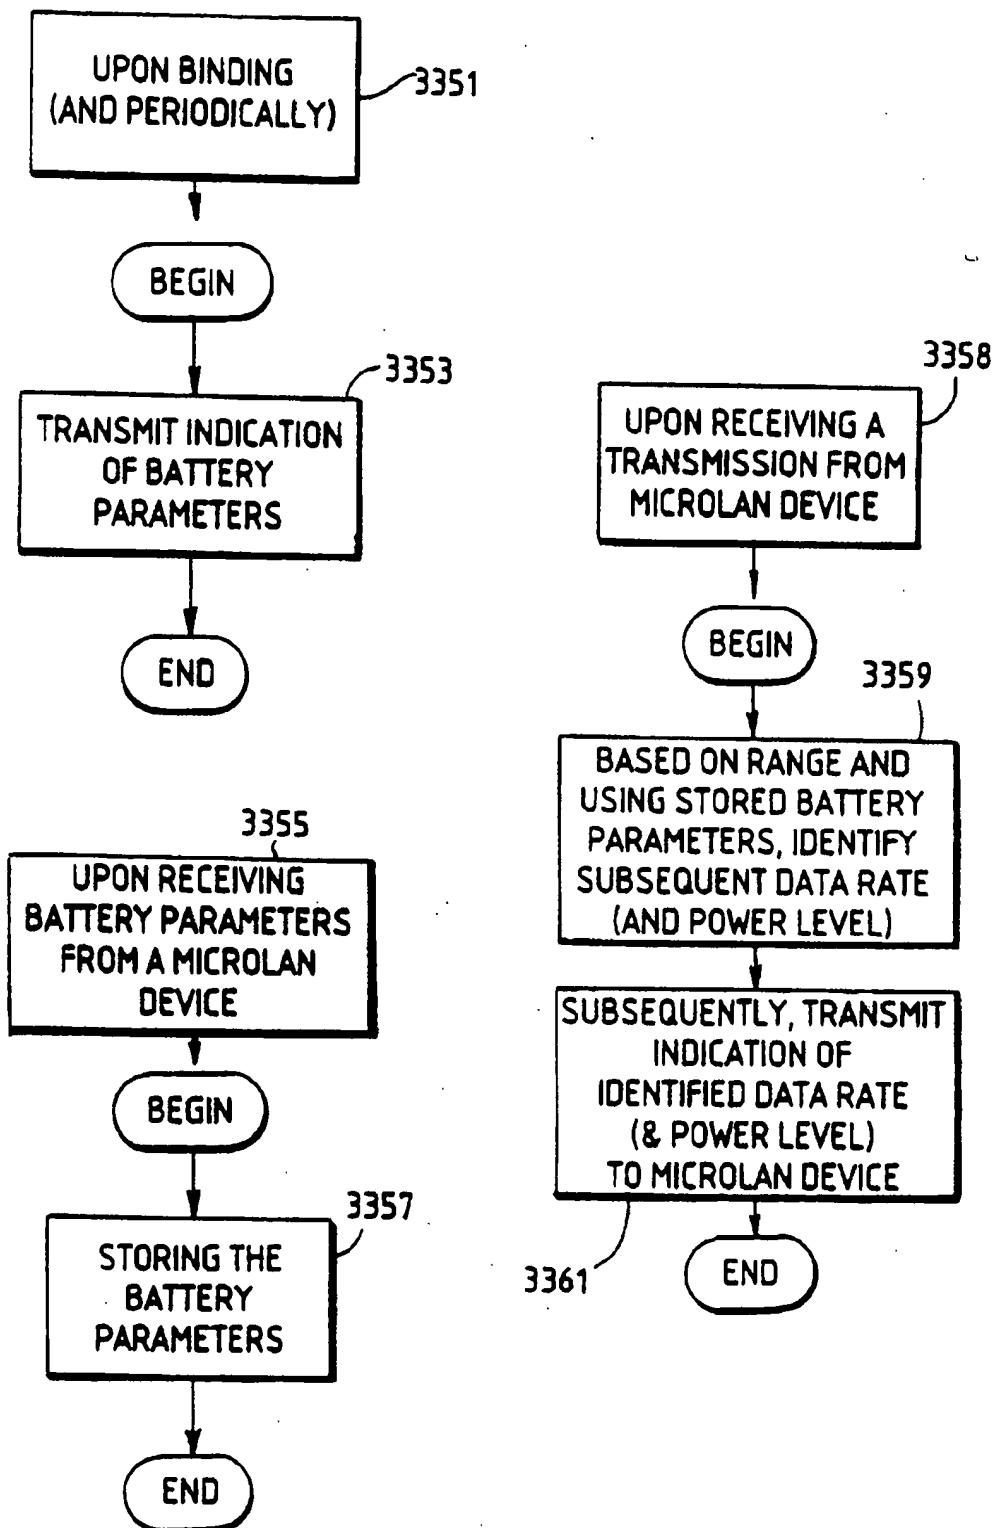 UPON BINDING
(AND PERIODICALLY)
3351
BEGIN
3353
TRANSMIT INDICATION
OF BATTERY
PARAMETERS
END
3355
UPON RECEIVING
BATTERY PARAMETERS
FROM A MICROLAN
DEVICE
BEGIN
3357
STORING THE
BATTERY
PARAMETERS
END
3358
UPON RECEIVING A
TRANSMISSION FROM
MICROLAN DEVICE
BEGIN
3359
BASED ON RANGE AND
USING STORED BATTERY
PARAMETERS, IDENTIFY
SUBSEQUENT DATA RATE
(AND POWER LEVEL)
SUBSEQUENTLY, TRANSMIT
INDICATION OF
IDENTIFIED DATA RATE
(& POWER LEVEL)
TO MICROLAN DEVICE
3361
END